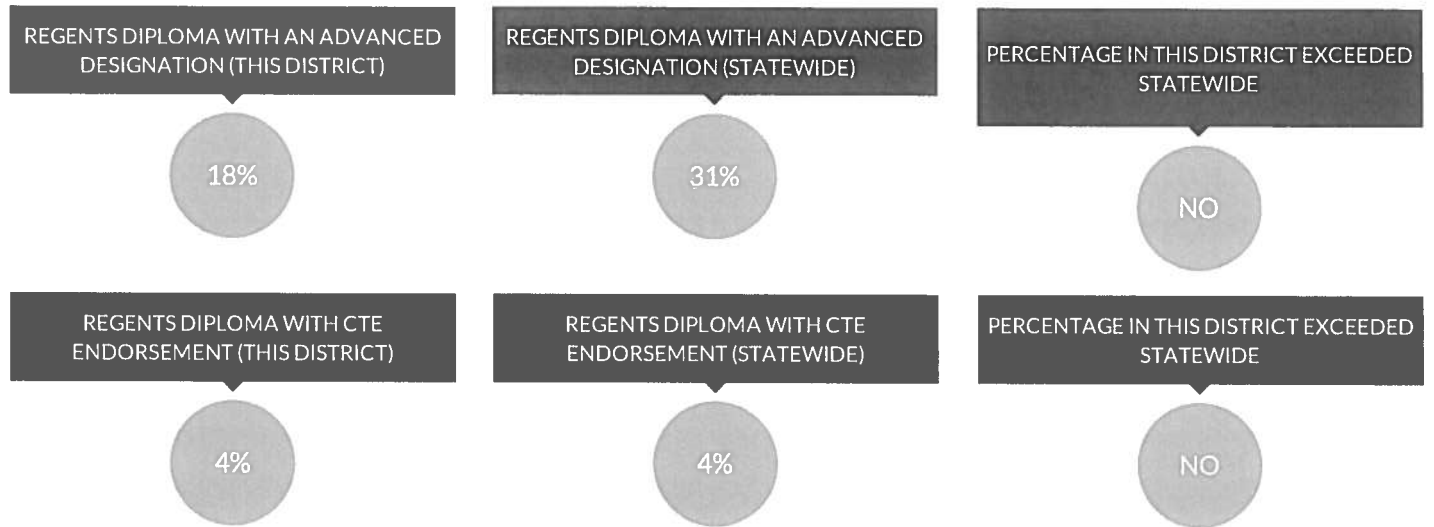 REGENTS DIPLOMA WITH AN ADVANCED
DESIGNATION (THIS DISTRICT)
18%
REGENTS DIPLOMA WITH AN ADVANCED
DESIGNATION (STATEWIDE)
31%
PERCENTAGE IN THIS DISTRICT EXCEEDED
STATEWIDE
NO
REGENTS DIPLOMA WITH CTE
ENDORSEMENT (THIS DISTRICT)
4%
REGENTS DIPLOMA WITH CTE
ENDORSEMENT (STATEWIDE)
4%
PERCENTAGE IN THIS DISTRICT EXCEEDED
STATEWIDE
NO